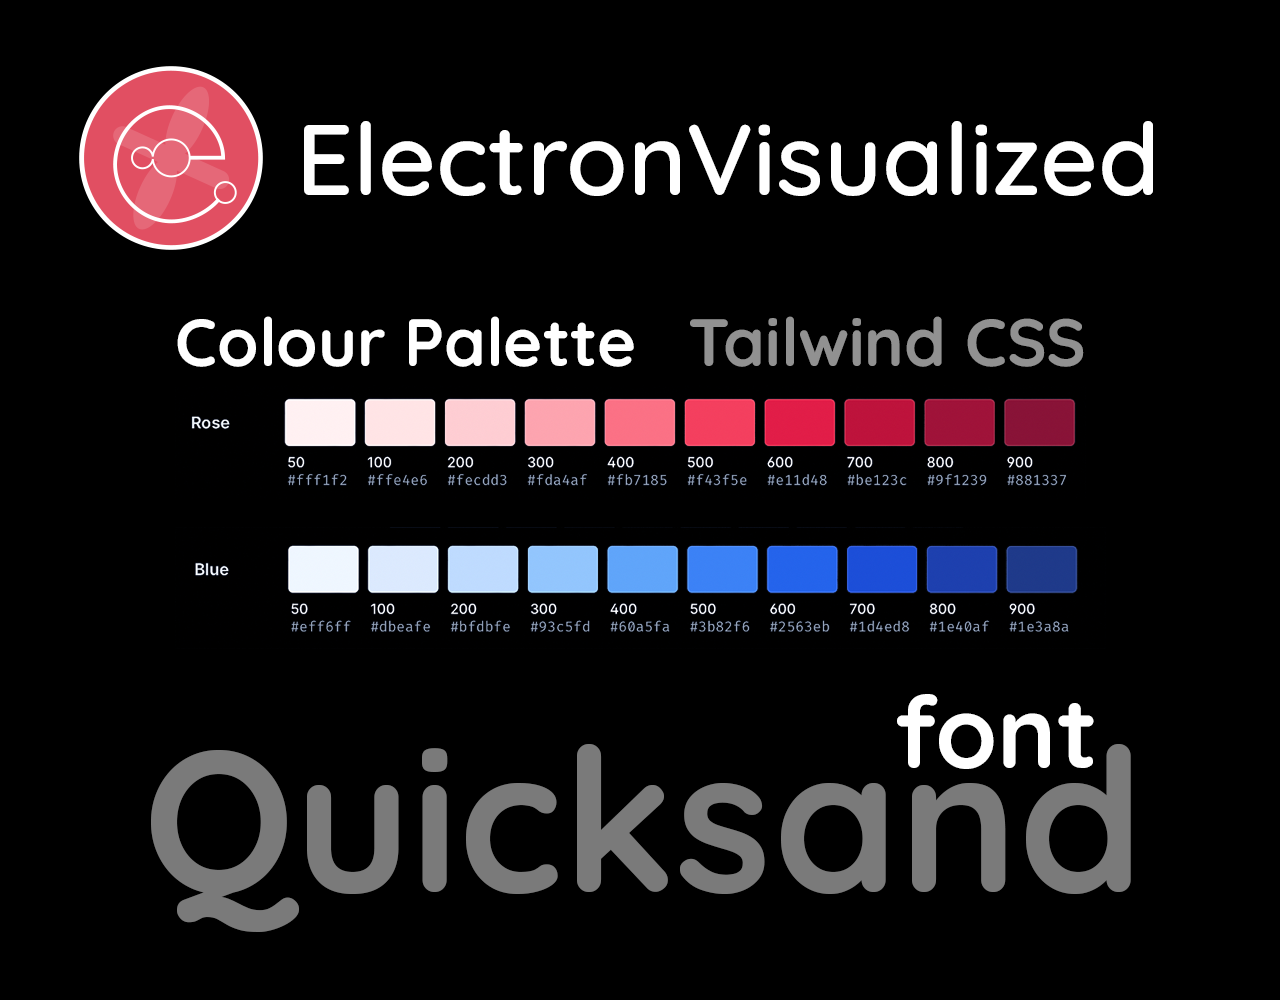 ElectronVisualized
Colour Palette Tailwind CSS
Rose
50 100 200 300 400 500 600 700 800 900
#fff1f2 #ffe4e6 #fecdd3 #fda4af #fb7185 #f43f5e #e11d48 #be123c #9f1239 #881337
Blue
50 100 200 300 400 500 600 700 800 900
#eff6ff #dbeafe #bfdbfe #93c5fd #60a5fa #3b82f6 #2563eb #1d4ed8 #1e40af #1e3a8a
font
Quicksand